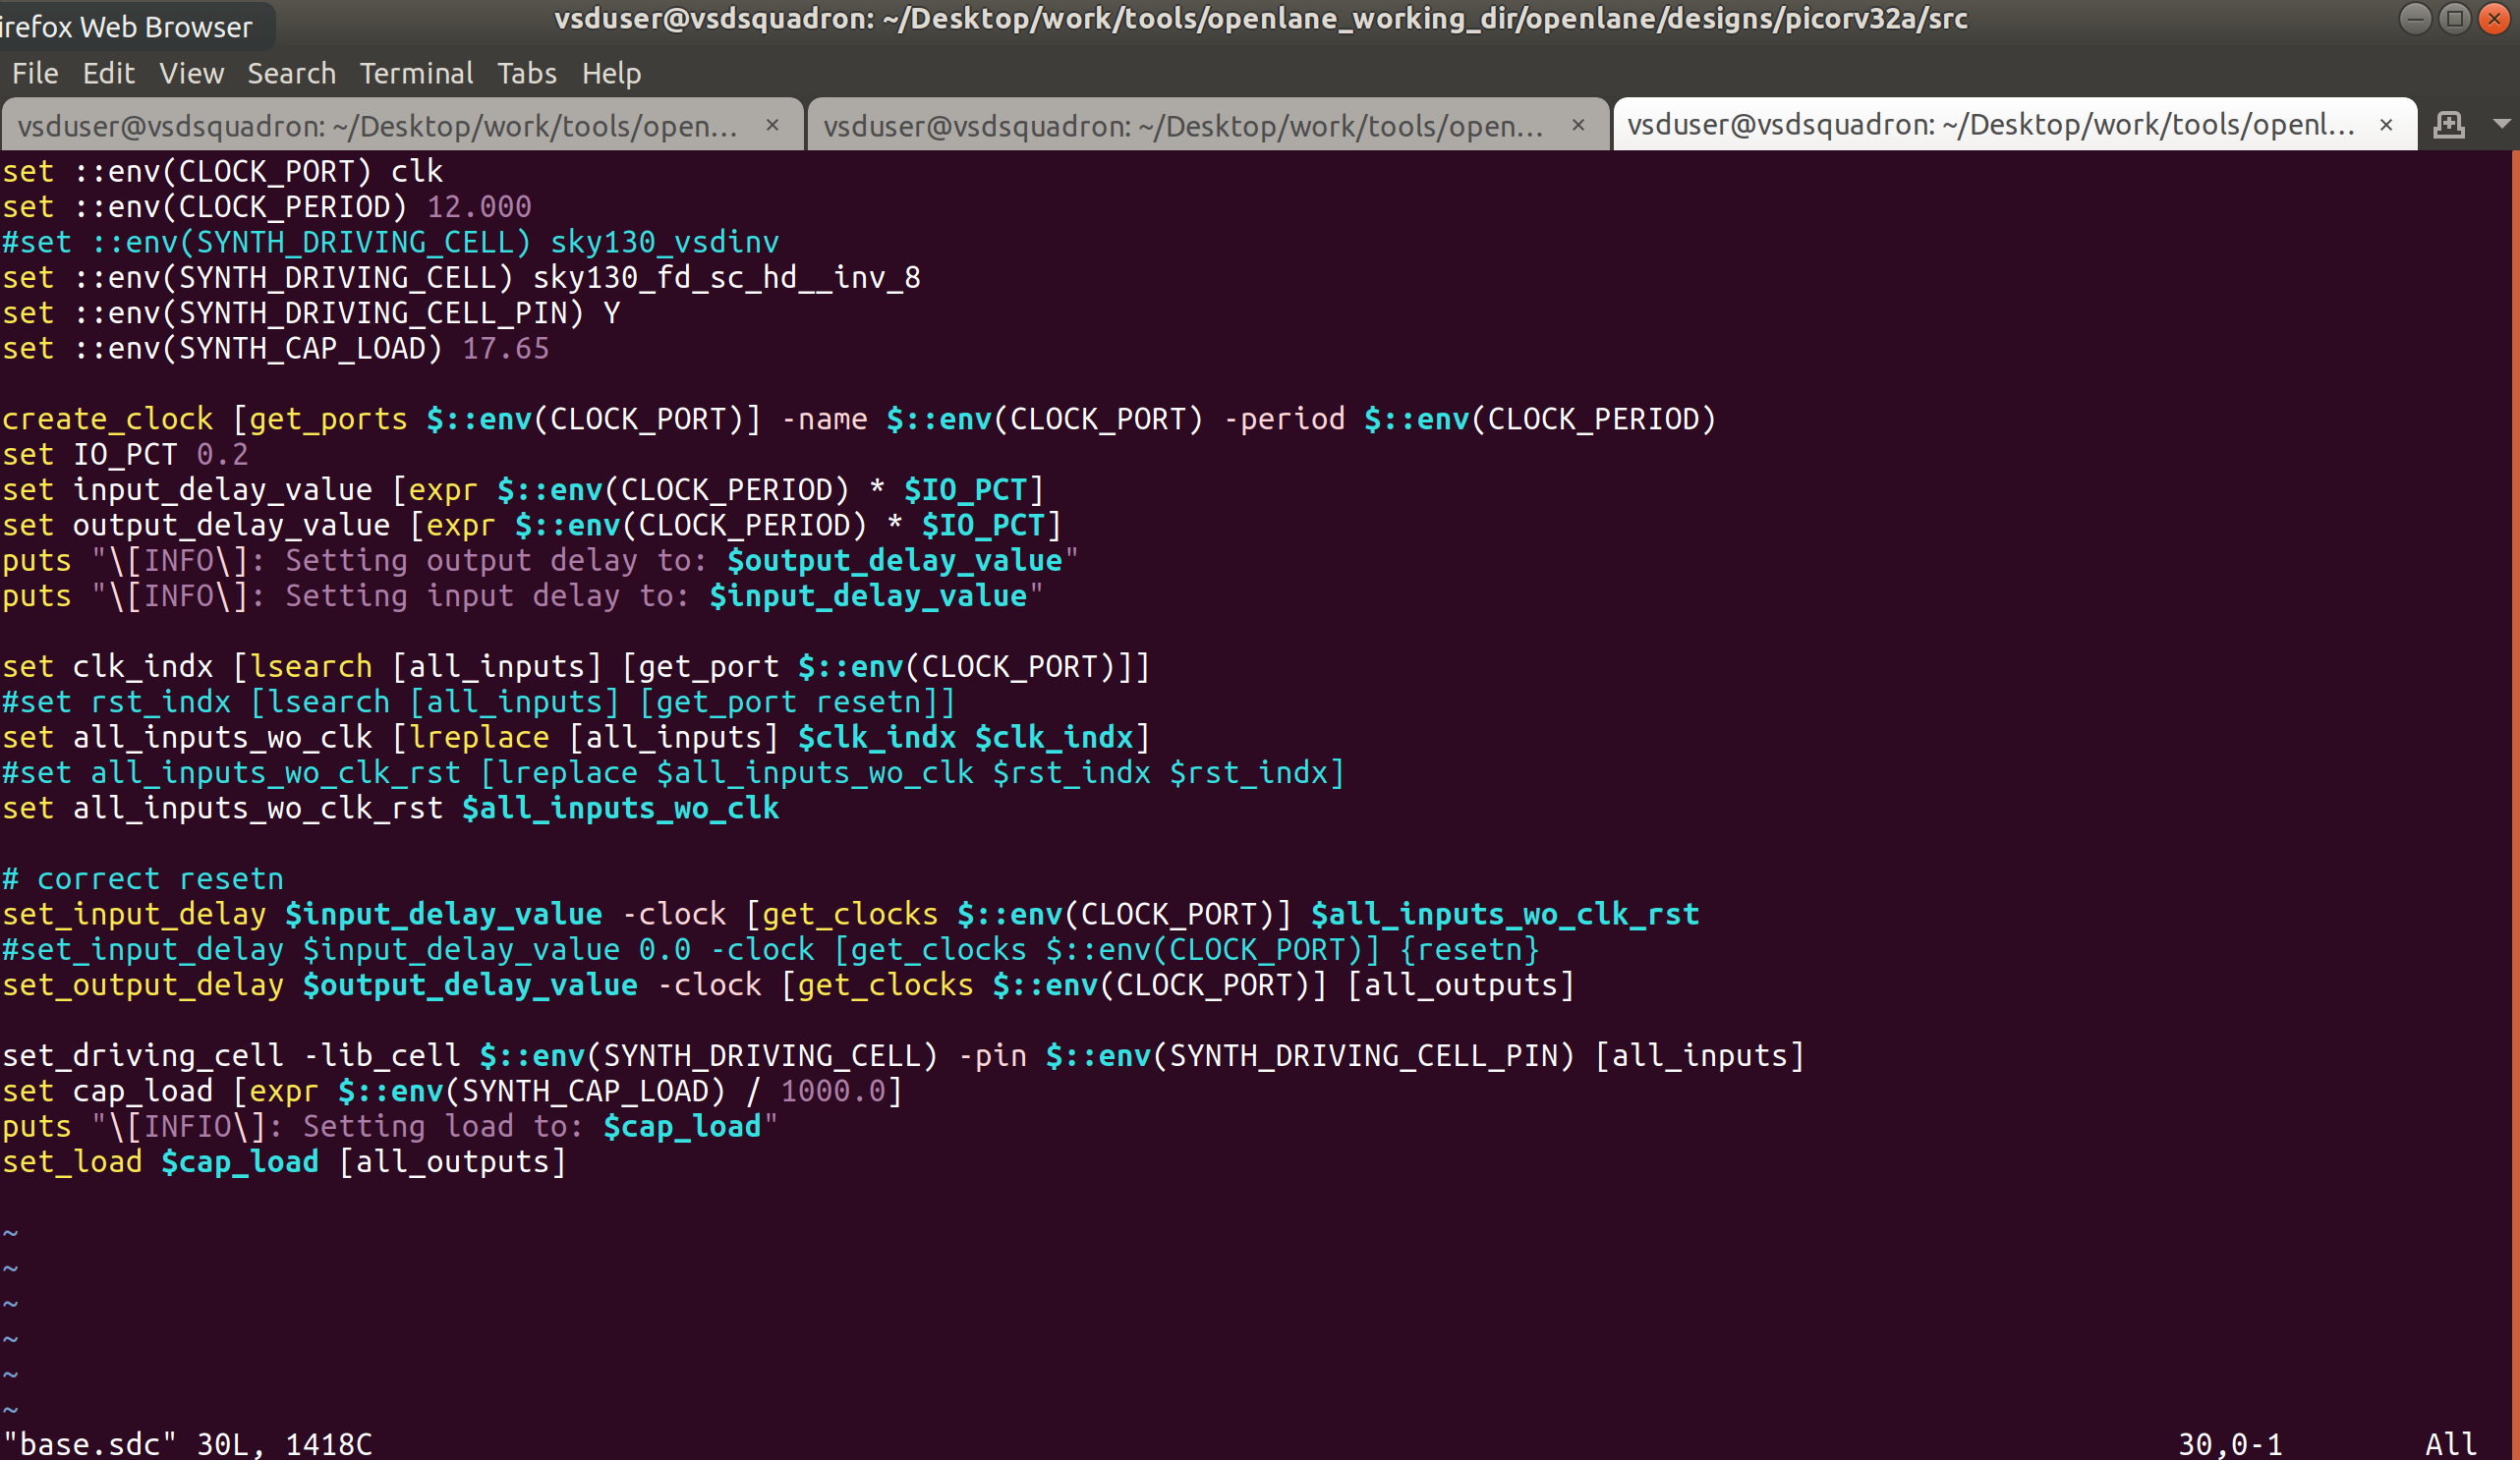 irefox Web Browser
vsduser@vsdsquadron: ~/Desktop/work/tools/openlane_working_dir/openlane/designs/picorv32a/src
File Edit View Search Terminal Tabs Help
vsduser@vsdsquadron: ~/Desktop/work/tools/open... × vsduser@vsdsquadron: ~/Desktop/work/tools/open... × vsduser@vsdsquadron: ~/Desktop/work/tools/openl... ×
set ::env(CLOCK_PORT) clk
set ::env(CLOCK_PERIOD) 12.000
#set ::env(SYNTH_DRIVING_CELL) sky130_vsdinv
set ::env(SYNTH_DRIVING_CELL) sky130_fd_sc_hd__inv_8
set ::env(SYNTH_DRIVING_CELL_PIN) Y
set ::env(SYNTH_CAP_LOAD) 17.65
create_clock [get_ports $::env(CLOCK_PORT)] -name $::env(CLOCK_PORT) -period $::env(CLOCK_PERIOD)
set IO_PCT 0.2
set input_delay_value [expr $::env(CLOCK_PERIOD) * $IO_PCT]
set output_delay_value [expr $::env(CLOCK_PERIOD) * $IO_PCT]
puts "\[INFO\]: Setting output delay to: $output_delay_value"
puts "\[INFO\]: Setting input delay to: $input_delay_value"
set clk_indx [lsearch [all_inputs] [get_port $::env(CLOCK_PORT)]]
#set rst_indx [lsearch [all_inputs] [get_port resetn]]
set all_inputs_wo_clk [lreplace [all_inputs] $clk_indx $clk_indx]
#set all_inputs_wo_clk_rst [lreplace $all_inputs_wo_clk $rst_indx $rst_indx]
set all_inputs_wo_clk_rst $all_inputs_wo_clk
# correct resetn
set_input_delay $input_delay_value -clock [get_clocks $::env(CLOCK_PORT)] $all_inputs_wo_clk_rst
#set_input_delay $input_delay_value 0.0 -clock [get_clocks $::env(CLOCK_PORT)] {resetn}
set_output_delay $output_delay_value -clock [get_clocks $::env(CLOCK_PORT)] [all_outputs]
set_driving_cell -lib_cell $::env(SYNTH_DRIVING_CELL) -pin $::env(SYNTH_DRIVING_CELL_PIN) [all_inputs]
set cap_load [expr $::env(SYNTH_CAP_LOAD) / 1000.0]
puts "\[INFIO\]: Setting load to: $cap_load"
set_load $cap_load [all_outputs]
~
~
~
~
~
~
"base.sdc" 30L, 1418C 30,0-1 All